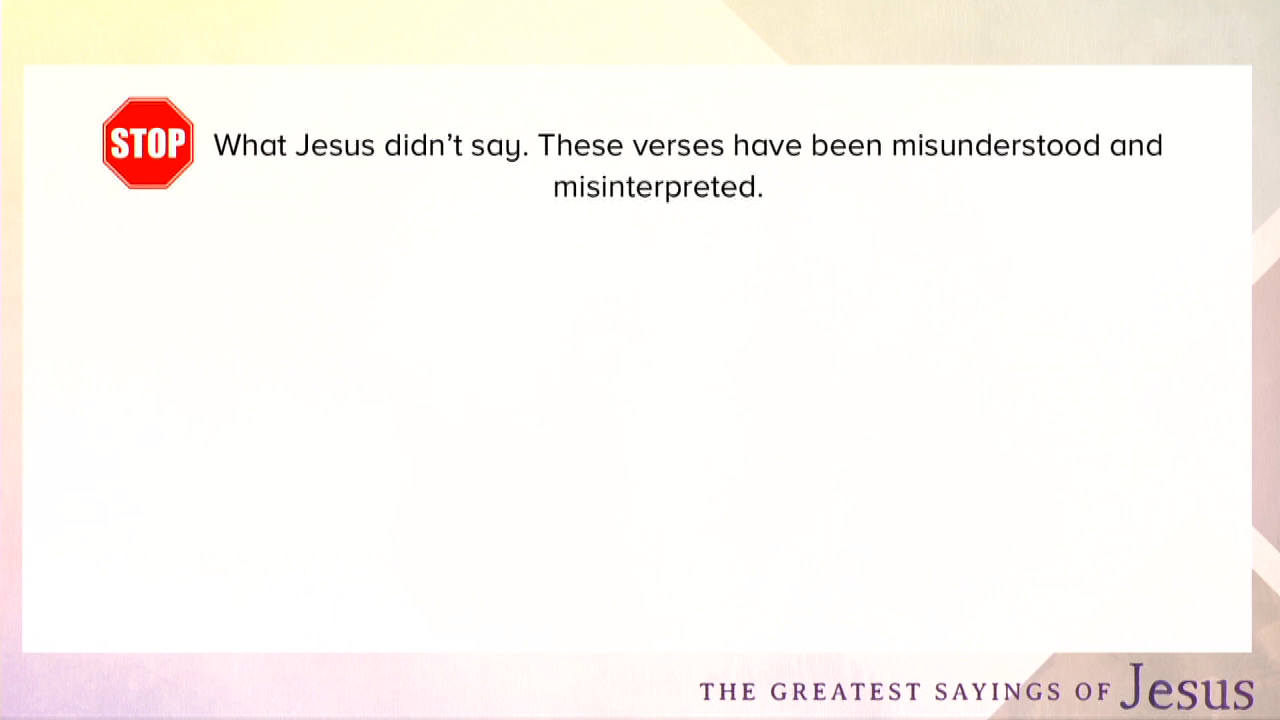 STOP What Jesus didn't say. These verses have been misunderstood and
misinterpreted.
THE GREATEST SAYINGS OF Jesus